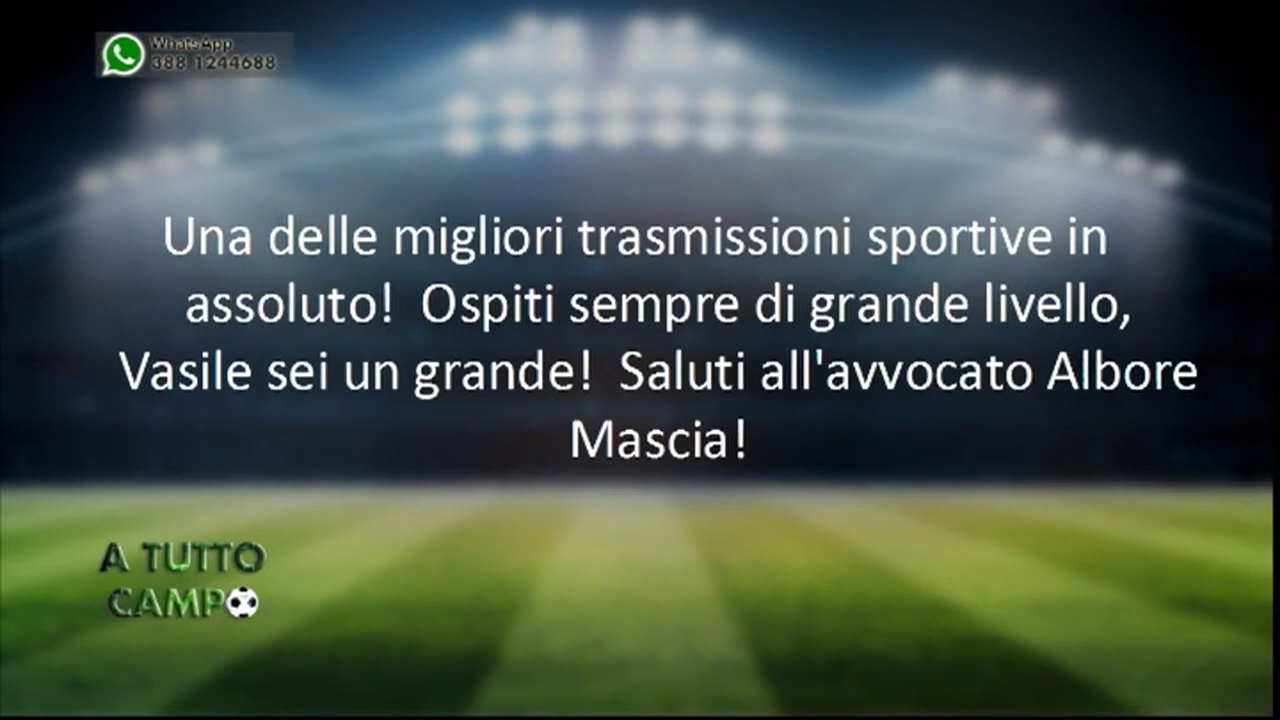 WhatsApp
388 1244688
Una delle migliori trasmissioni sportive in
assoluto! Ospiti sempre di grande livello,
Vasile sei un grande! Saluti all'avvocato Albore
Mascia!
A TUTTO
CAMPO